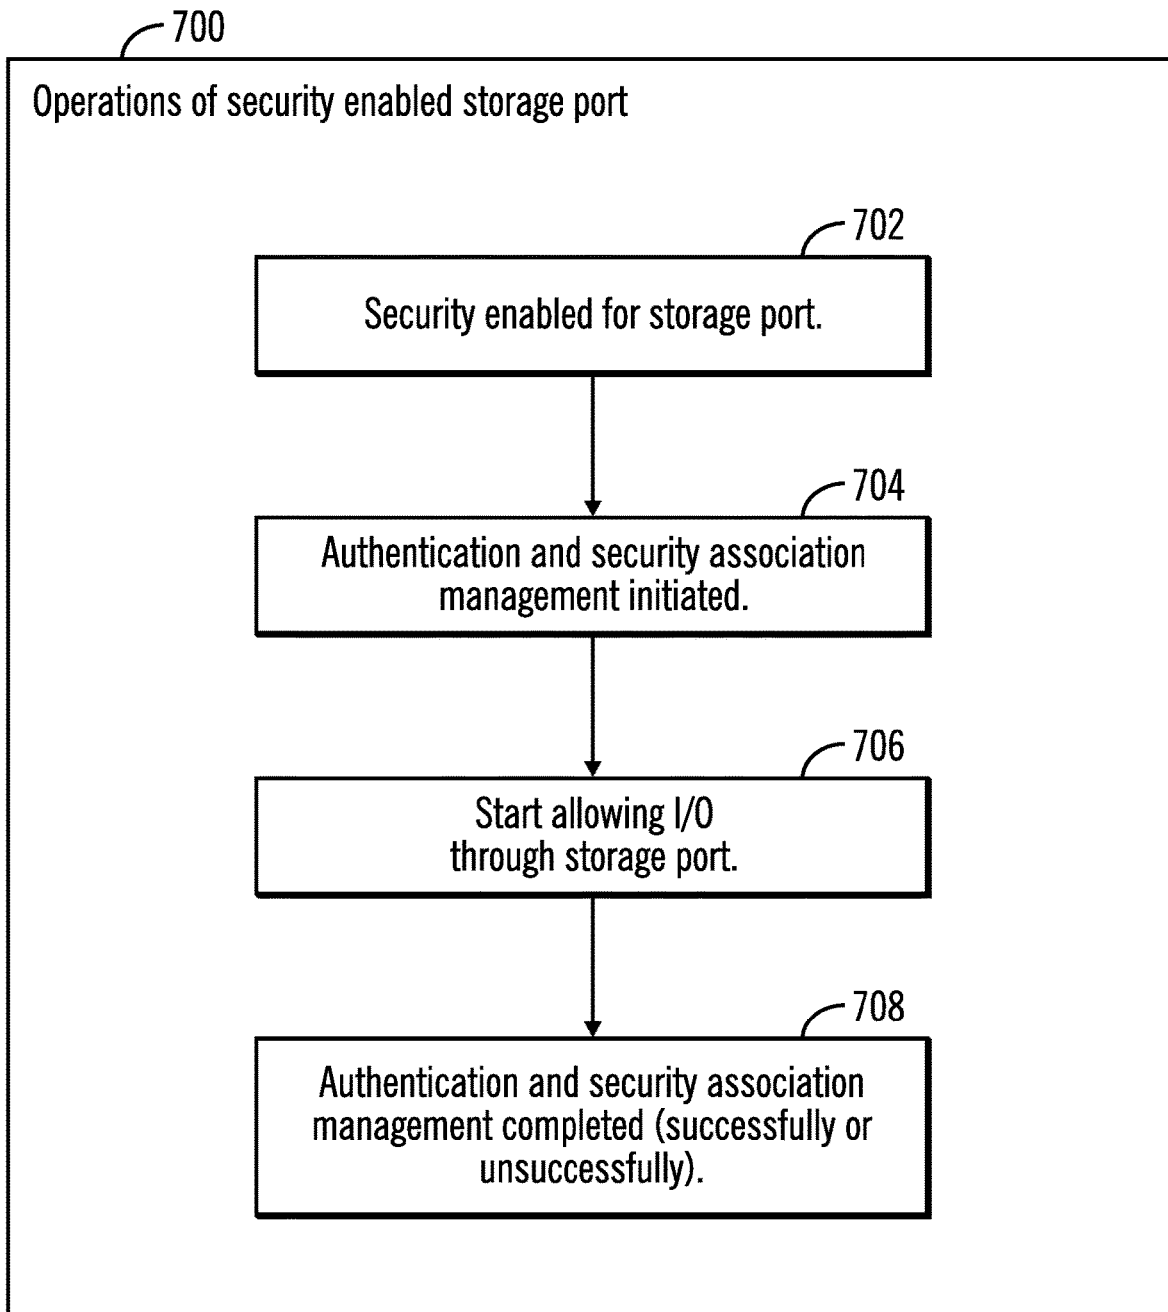 700
Operations of security enabled storage port
702
Security enabled for storage port.
704
Authentication and security association
management initiated.
706
Start allowing I/O
through storage port.
708
Authentication and security association
management completed (successfully or
unsuccessfully).